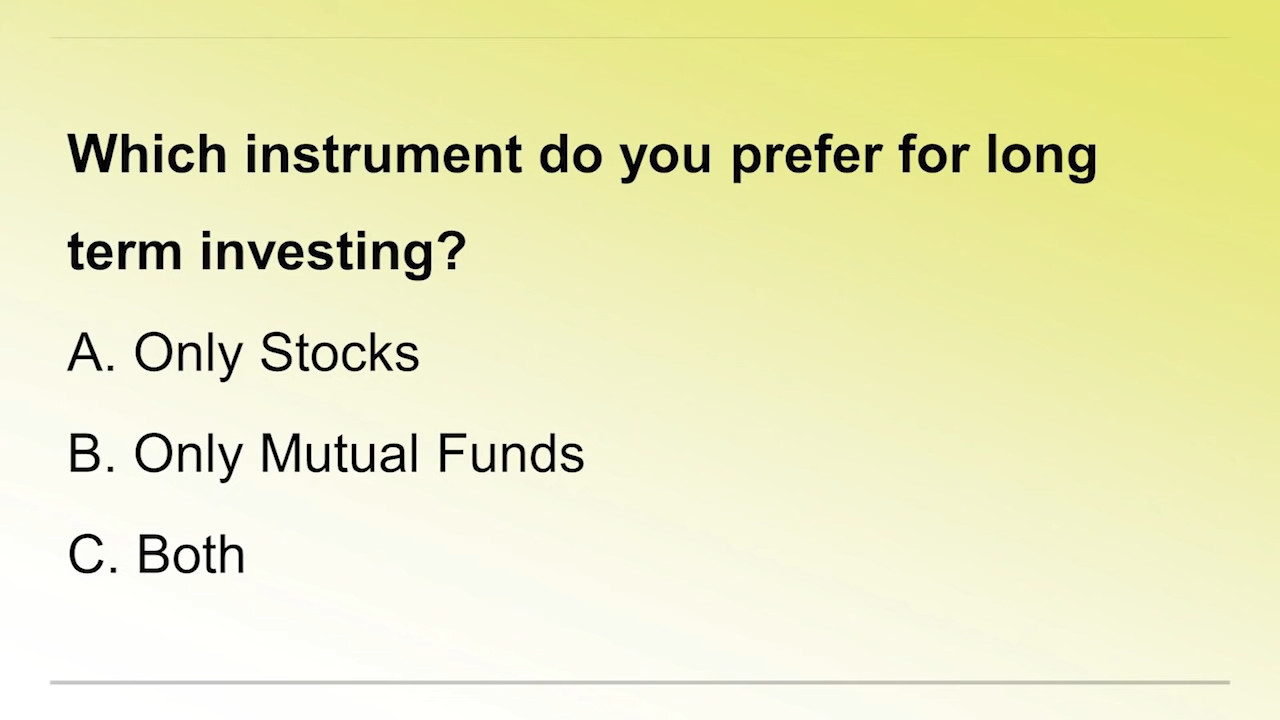 Which instrument do you prefer for long
term investing?
A. Only Stocks
B. Only Mutual Funds
C. Both